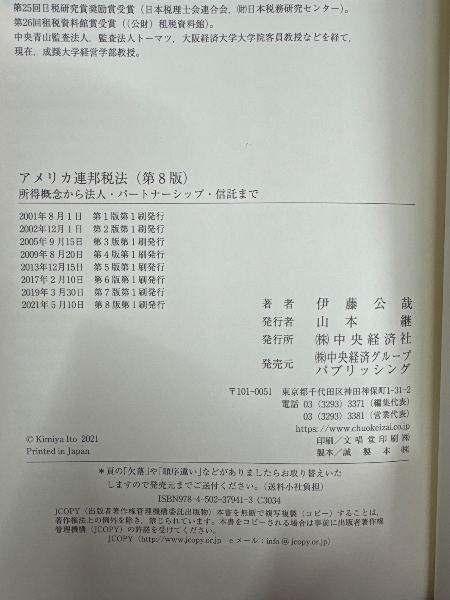 第25回日税研究賞奨励賞受賞（日本税理士会連合会，㈶日本税務研究センター）。
第26回租税資料館賞受賞（（公財）租税資料館）。
中央青山監査法人，監査法人トーマツ，大阪経済大学大学院客員教授などを経て，
現在，成蹊大学経営学部教授。
アメリカ連邦税法（第８版）
所得概念から法人・パートナーシップ・信託まで
2001年８月１日　第１版第１刷発行
2002年12月１日　第２版第１刷発行
2005年９月15日　第３版第１刷発行
2009年８月20日　第４版第１刷発行
2013年12月15日　第５版第１刷発行
2017年２月10日　第６版第１刷発行
2019年３月30日　第７版第１刷発行
2021年５月10日　第８版第１刷発行
著者　伊藤公哉
発行者　山本　継
発行所　㈱中央経済社
発売元　㈱中央経済グループ
パブリッシング
〒101-0051　東京都千代田区神田神保町1-31-2
電話　03（3293）3371（編集代表）
03（3293）3381（営業代表）
https://www.chuokeizai.co.jp
印刷／文唱堂印刷㈱
製本／誠製本㈱
© Kimiya Ito 2021
Printed in Japan
＊頁の「欠落」や「順序違い」などがありましたらお取り替えいた
しますので発売元までご送付ください。（送料小社負担）
ISBN978-4-502-37941-3 C3034
JCOPY〈出版者著作権管理機構委託出版物〉本書を無断で複写複製（コピー）することは，
著作権法上の例外を除き，禁じられています。本書をコピーされる場合は事前に出版者著作権
管理機構（JCOPY）の許諾を受けてください。
JCOPY〈http://www.jcopy.or.jp　eメール：info@jcopy.or.jp〉